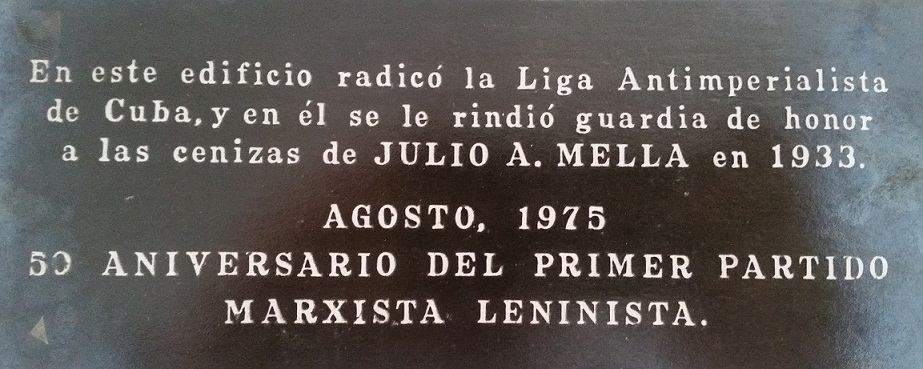 En este edificio radicó la Liga Antimperialista
de Cuba, y en él se le rindió guardia de honor
a las cenizas de JULIO A. MELLA en 1933.
AGOSTO, 1975
50 ANIVERSARIO DEL PRIMER PARTIDO
MARXISTA LENINISTA.